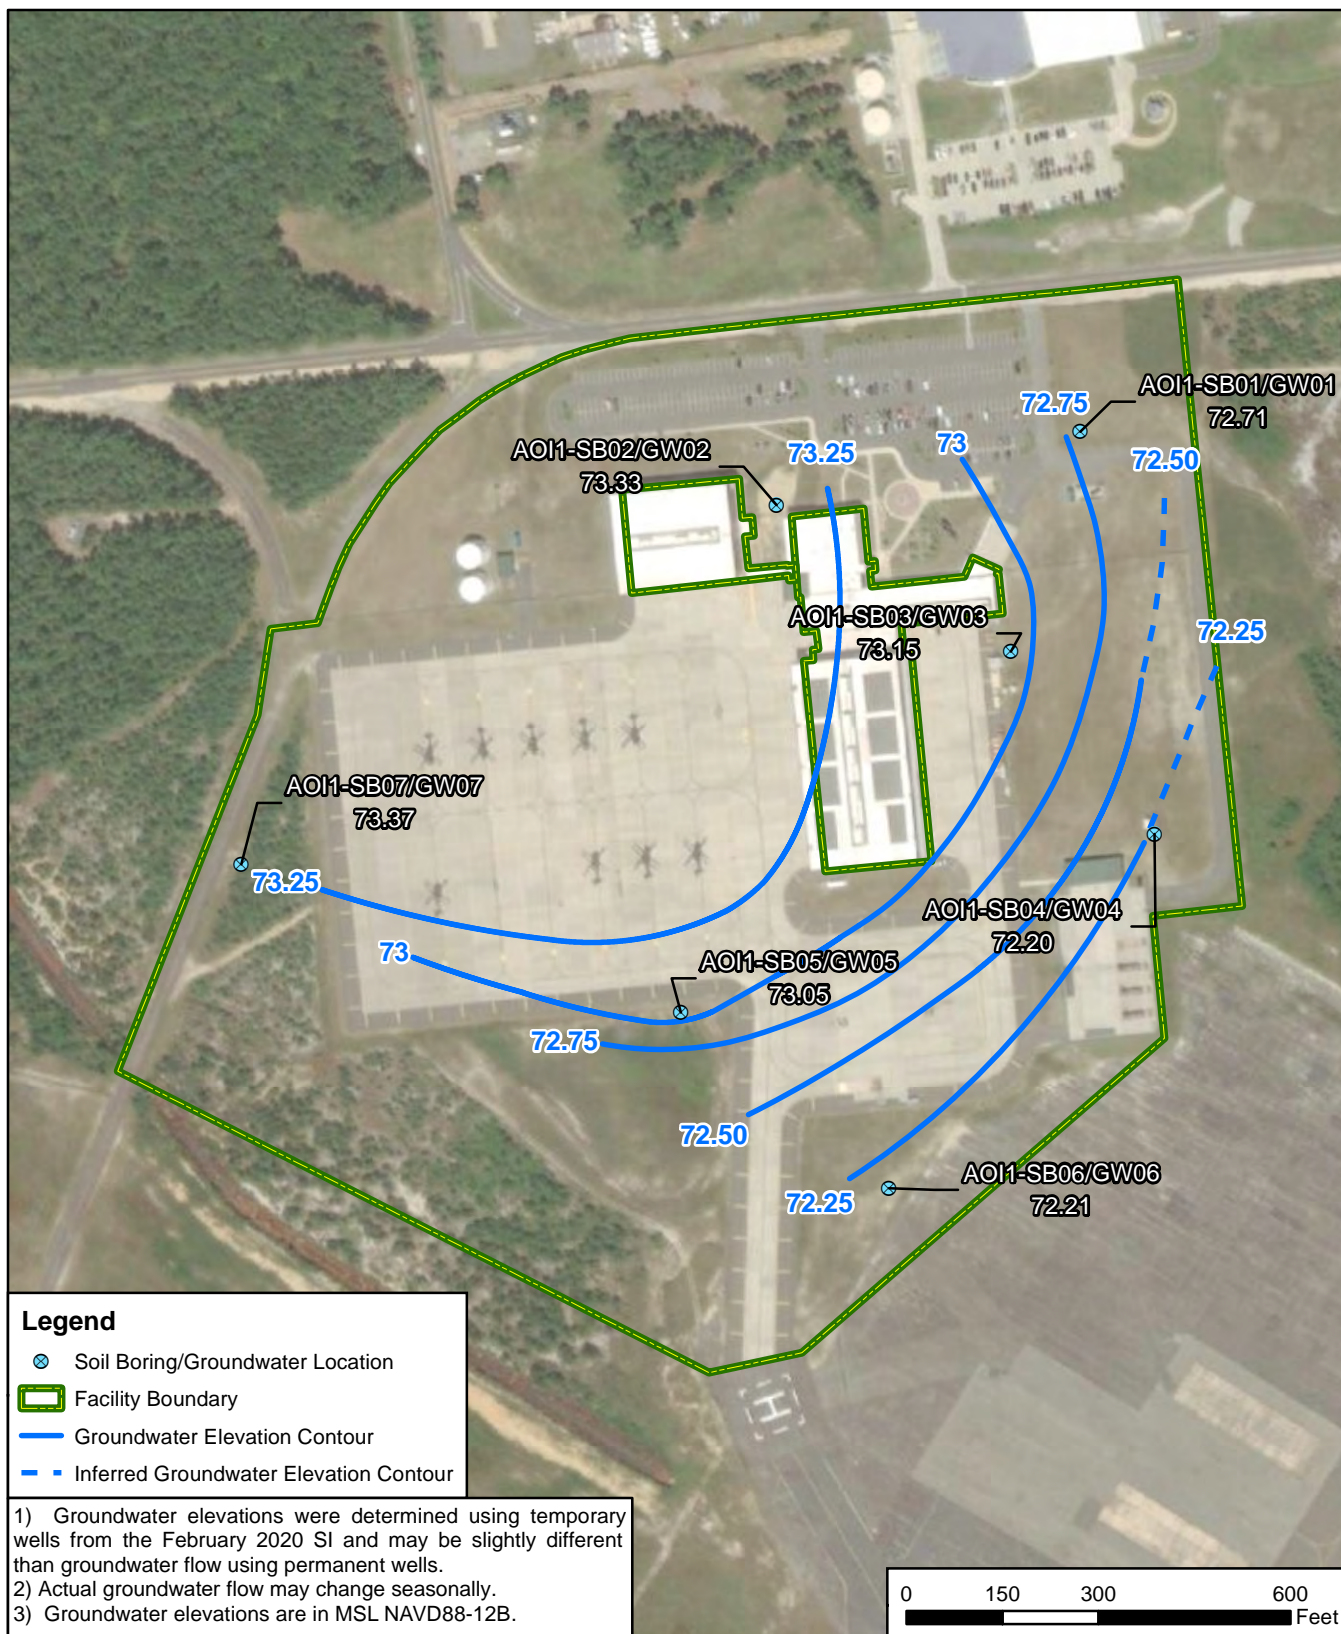 72.75
AOI1-SB01/GW01
72.71
AOI1-SB02/GW02
73.33
73.25
73
72.50
AOI1-SB03/GW03
73.15
72.25
AOI1-SB07/GW07
73.37
73.25
AOI1-SB04/GW04
72.20
73
AOI1-SB05/GW05
73.05
72.75
72.50
AOI1-SB06/GW06
72.21
72.25
H
Legend
Soil Boring/Groundwater Location
Facility Boundary
Groundwater Elevation Contour
Inferred Groundwater Elevation Contour
1) Groundwater elevations were determined using temporary
wells from the February 2020 SI and may be slightly different
than groundwater flow using permanent wells.
2) Actual groundwater flow may change seasonally.
3) Groundwater elevations are in MSL NAVD88-12B.
0 150 300 600
Feet